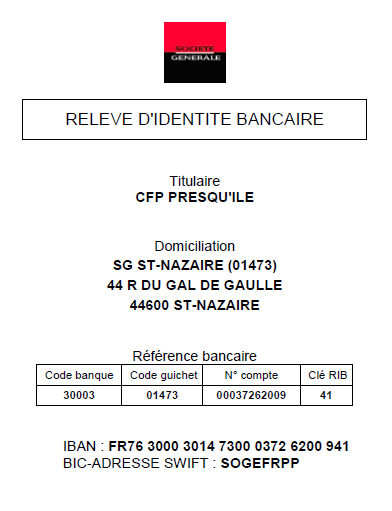 SOCIETE
GENERALE
RELEVE D'IDENTITE BANCAIRE
Titulaire
CFP PRESQU'ILE
Domiciliation
SG ST-NAZAIRE (01473)
44 R DU GAL DE GAULLE
44600 ST-NAZAIRE
Référence bancaire
Code banque Code guichet N° compte Clé RIB
30003 01473 00037262009 41
IBAN : FR76 3000 3014 7300 0372 6200 941
BIC-ADRESSE SWIFT : SOGEFRPP